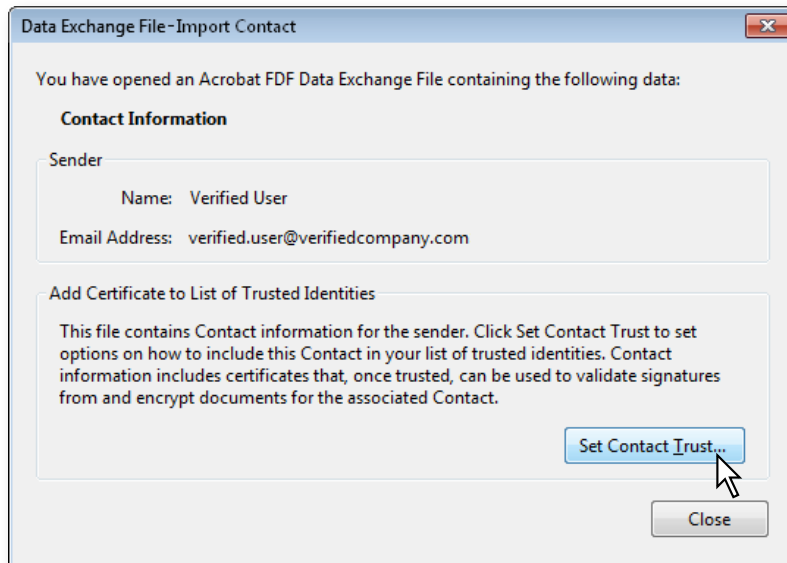 Data Exchange File-Import Contact
You have opened an Acrobat FDF Data Exchange File containing the following data:
Contact Information
Sender
Name: Verified User
Email Address: verified.user@verifiedcompany.com
Add Certificate to List of Trusted Identities
This file contains Contact information for the sender. Click Set Contact Trust to set
options on how to include this Contact in your list of trusted identities. Contact
information includes certificates that, once trusted, can be used to validate signatures
from and encrypt documents for the associated Contact.
Set Contact Trust...
Close